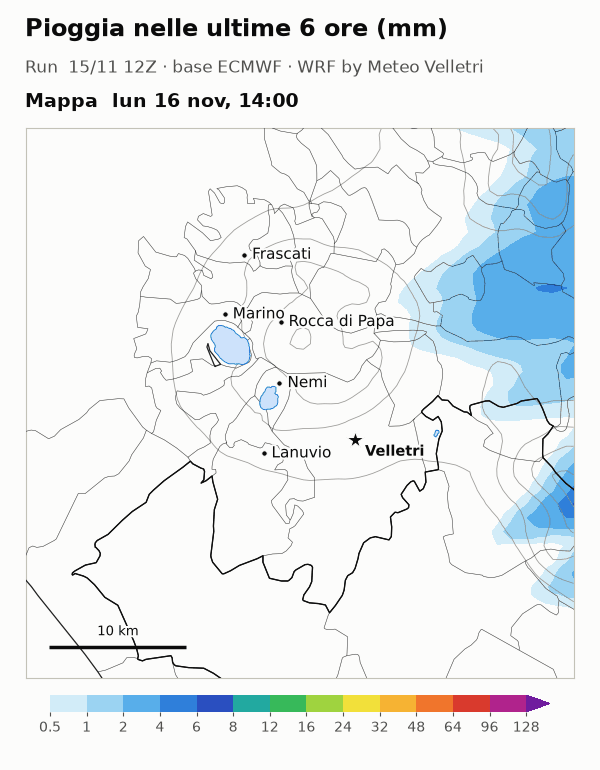 Pioggia nelle ultime 6 ore (mm)
Run  15/11 12Z · base ECMWF · WRF by Meteo Velletri
Mappa  lun 16 nov, 14:00
Frascati
Marino
Rocca di Papa
Nemi
Velletri
Lanuvio
10 km
0.5 1 2 4 6 8 12 16 24 32 48 64 96 128